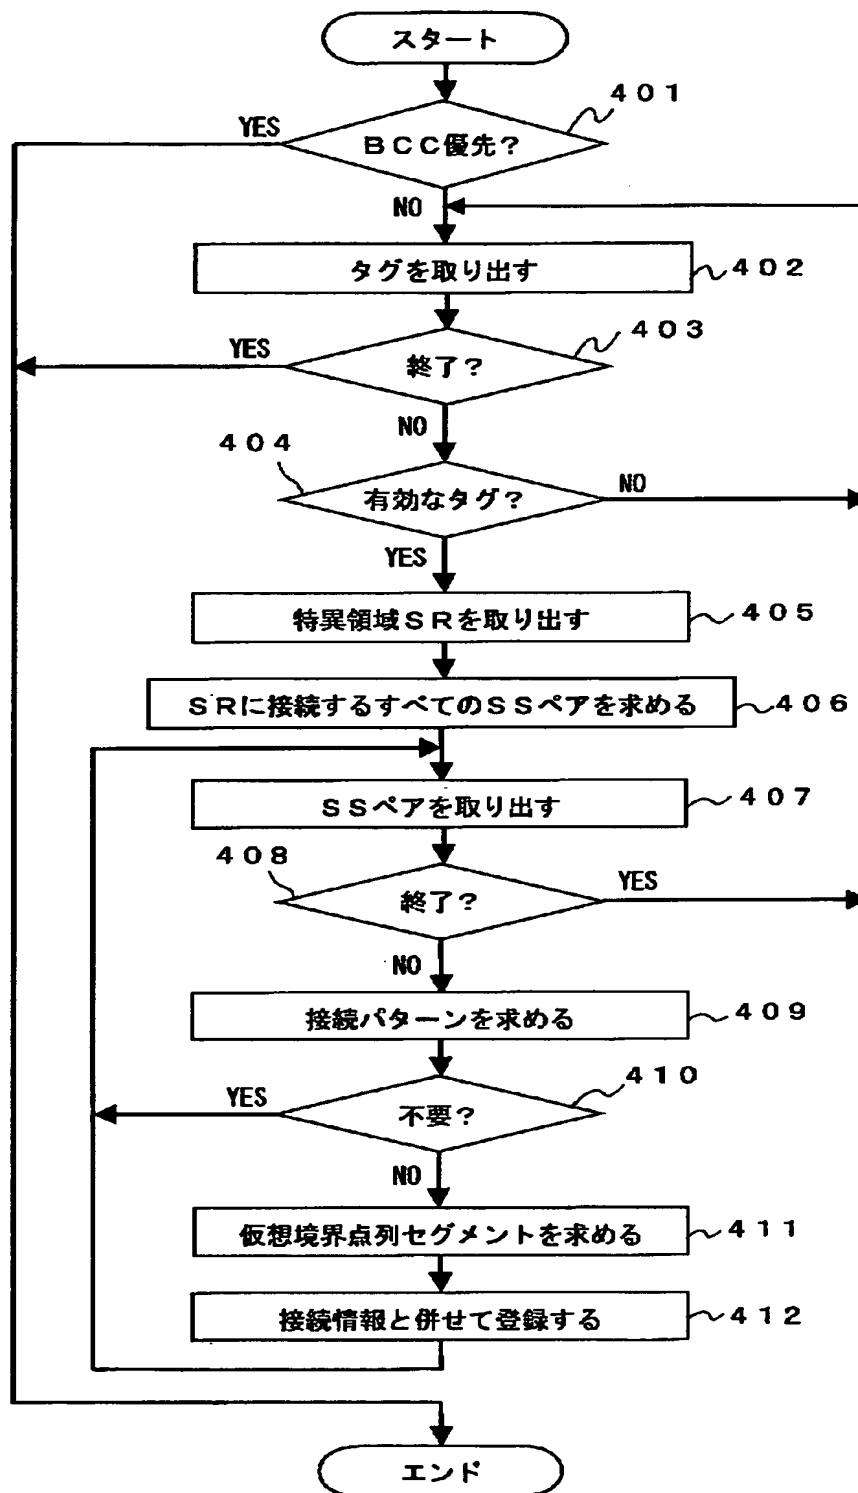 スタート
401
YES
BCC優先?
NO
タグを取り出す
402
403
YES
終了?
NO
404
有効なタグ?
NO
YES
特異領域SRを取り出す
405
SRに接続するすべてのSSペアを求める
406
SSペアを取り出す
407
408
終了?
YES
NO
接続パターンを求める
409
410
YES
不要?
NO
仮想境界点列セグメントを求める
411
接続情報と併せて登録する
412
エンド